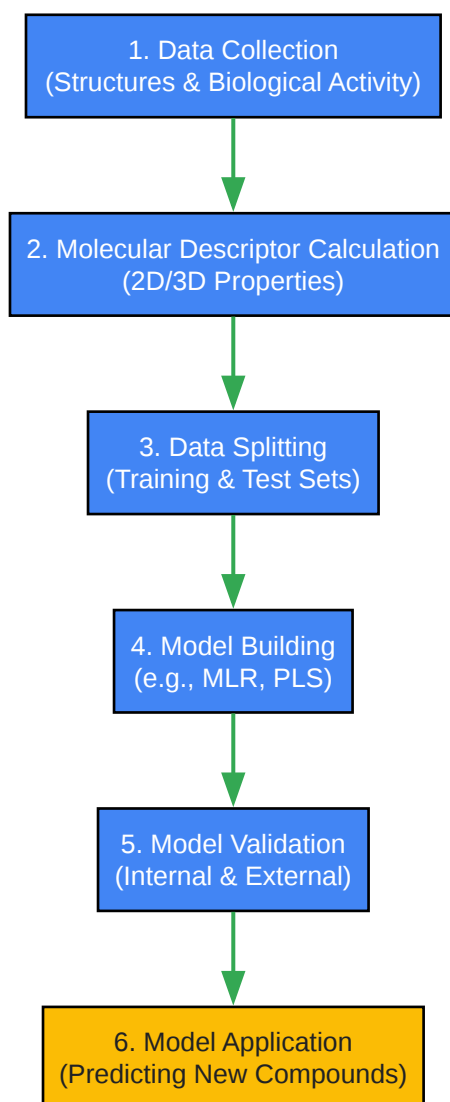 1. Data Collection
(Structures & Biological Activity)
2. Molecular Descriptor Calculation
(2D/3D Properties)
3. Data Splitting
(Training & Test Sets)
4. Model Building
(e.g., MLR, PLS)
5. Model Validation
(Internal & External)
6. Model Application
(Predicting New Compounds)